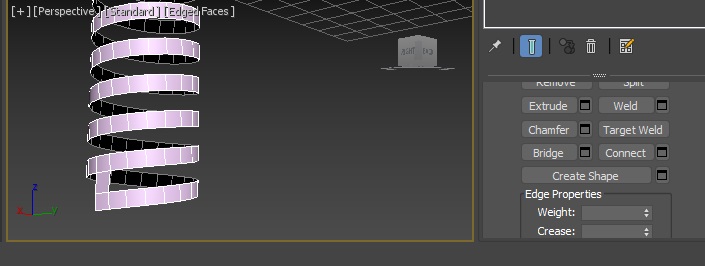 [+] [Perspective] [Standard] [Edged Faces]
Remove Split
Extrude Weld
Chamfer Target Weld
Bridge Connect
Create Shape
Edge Properties
Weight:
Crease:
z
x y